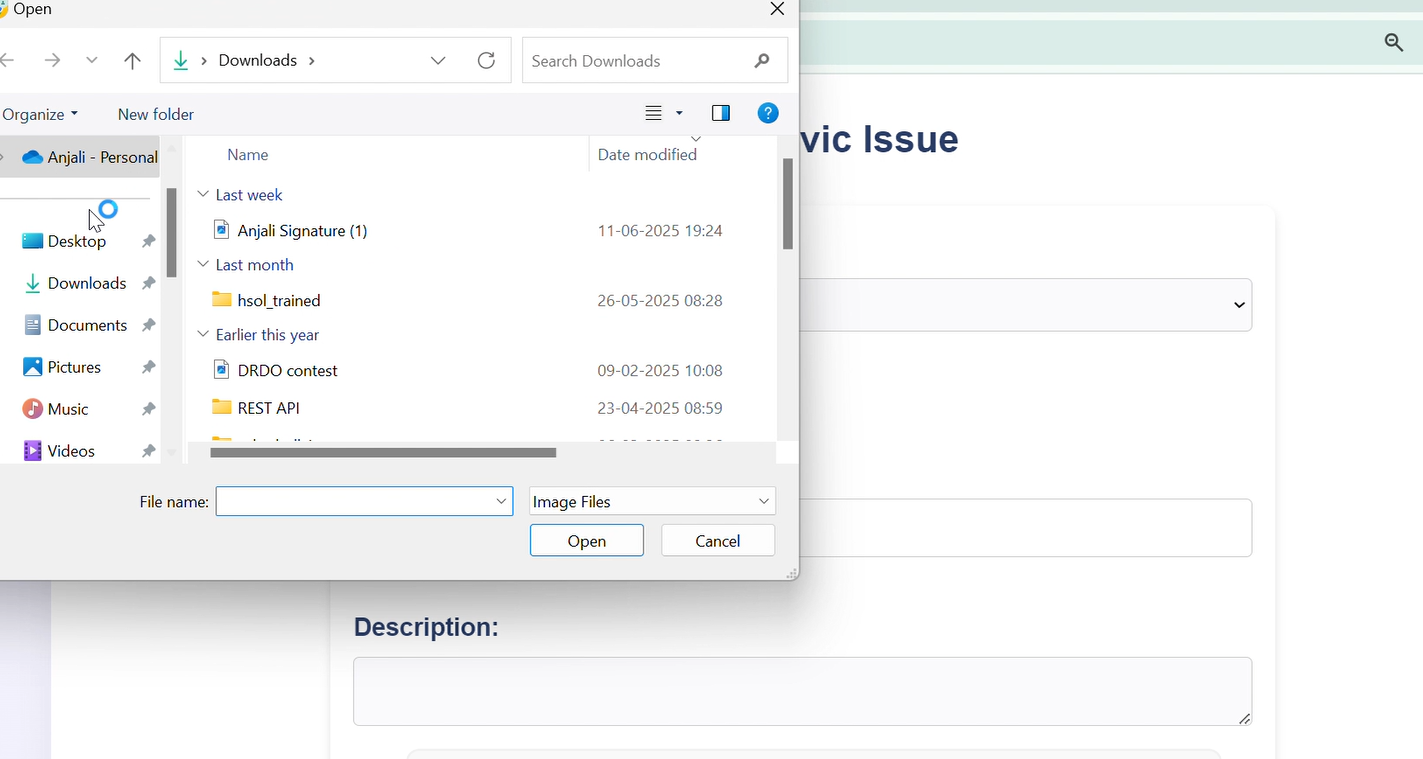 Open
Downloads
Search Downloads
Organize
New folder
?
Anjali - Personal
Desktop
Downloads
Documents
Pictures
Music
Videos
Name
Date modified
Last week
Anjali Signature (1)
11-06-2025 19:24
Last month
hsol_trained
26-05-2025 08:28
Earlier this year
DRDO contest
09-02-2025 10:08
REST API
23-04-2025 08:59
File name:
Image Files
Open
Cancel
vic Issue
Description: